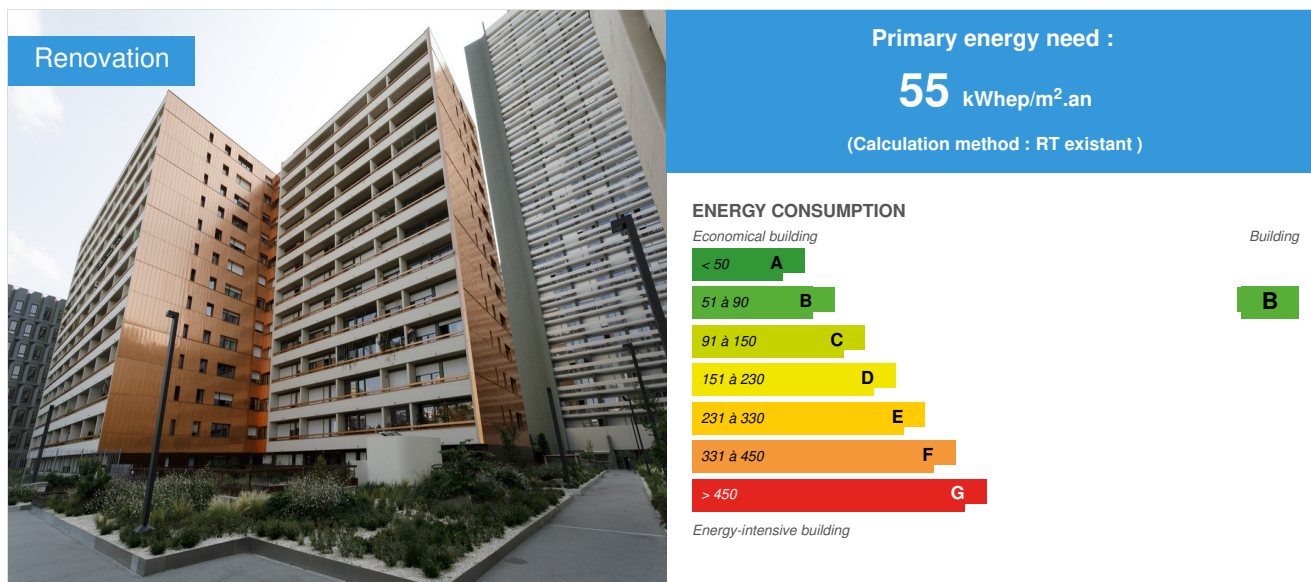 Renovation
Primary energy need :
55 kWhep/m².an
(Calculation method : RT existant )
ENERGY CONSUMPTION
Economical building
Building
< 50 A
51 à 90 B
B
91 à 150 C
151 à 230 D
231 à 330 E
331 à 450 F
> 450 G
Energy-intensive building